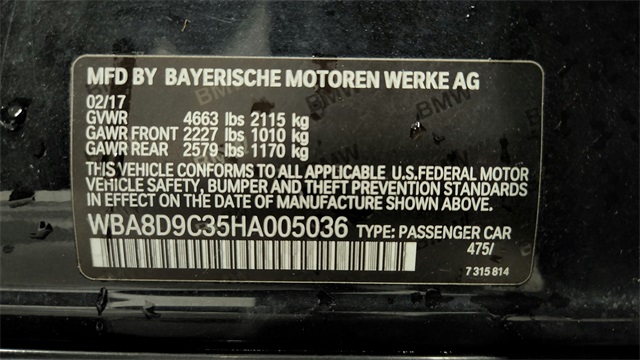 MFD BY BAYERISCHE MOTOREN WERKE AG
02/17
GVWR 4663 lbs 2115 kg
GAWR FRONT 2227 lbs 1010 kg
GAWR REAR 2579 lbs 1170 kg
THIS VEHICLE CONFORMS TO ALL APPLICABLE U.S.FEDERAL MOTOR
VEHICLE SAFETY, BUMPER AND THEFT PREVENTION STANDARDS
IN EFFECT ON THE DATE OF MANUFACTURE SHOWN ABOVE.
WBA8D9C35HA005036 TYPE: PASSENGER CAR
475/
7 315 814